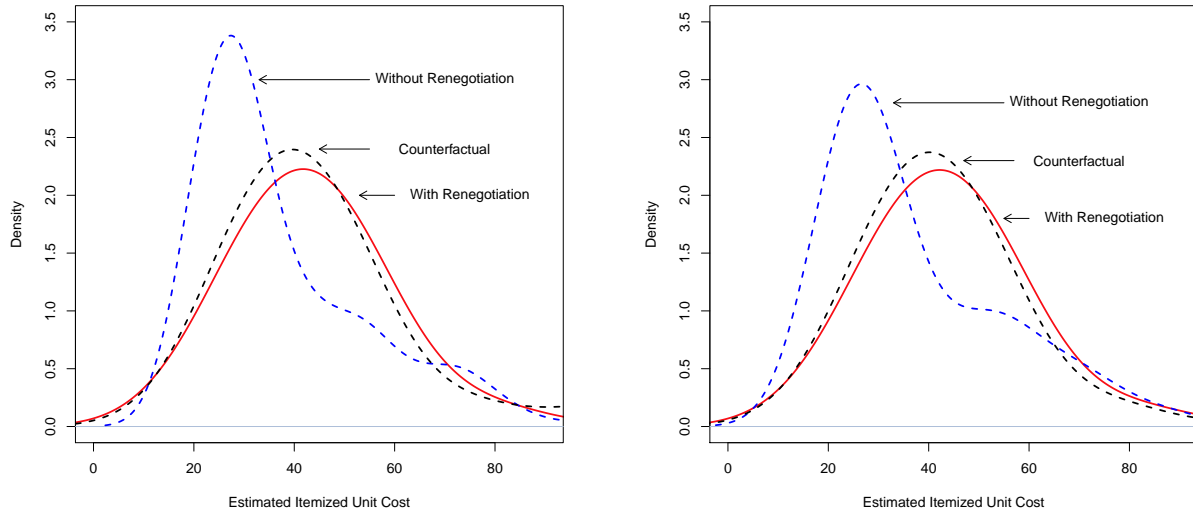 3.5
3.0
2.5
2.0
1.5
1.0
0.5
0.0
Density
Without Renegotiation
Counterfactual
With Renegotiation
0 20 40 60 80
Estimated Itemized Unit Cost
3.5
3.0
2.5
2.0
1.5
1.0
0.5
0.0
Density
Without Renegotiation
Counterfactual
With Renegotiation
0 20 40 60 80
Estimated Itemized Unit Cost